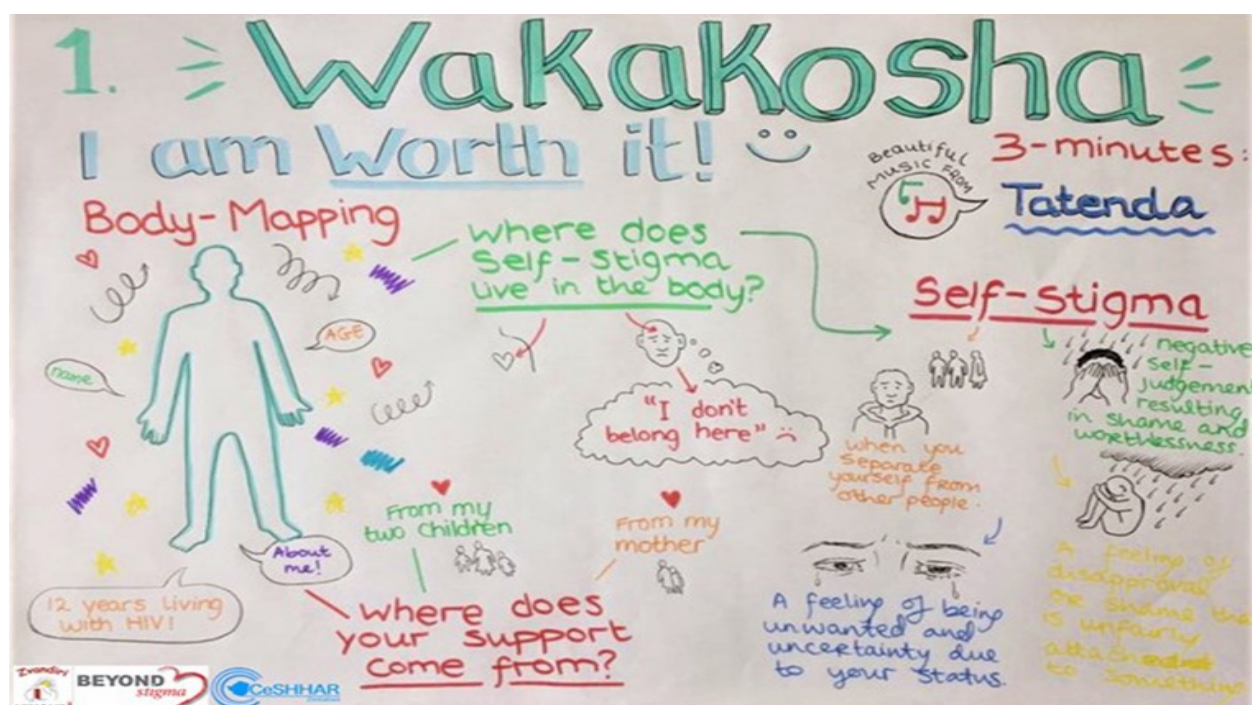 1. Wakakosha
I am Worth it!
Beautiful
Music From
3-minutes:
Tatenda
Body-Mapping
name
AGE
About
me!
12 years living
with HIV!
Where does
Self-stigma
live in the body?
"I don't
belong here"
Self-Stigma
when you
separate
yourself from
other people.
negative
self-
judgement
resulting
in shame and
worthlessness.
A feeling of being
unwanted and
uncertainty due
to your status.
A feeling of
disapproval
or shame tha
is unfairly
to something
From my
two children
From my
mother
Where does
your support
come from?
Zvandiri
BEYOND
stigma
CeSHHAR